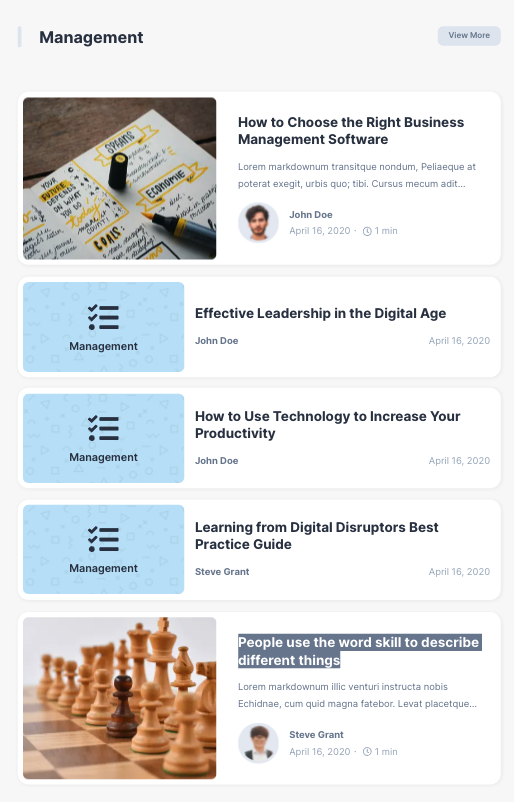 Management
View More
GRAPHS
YOUR
FUTURE
DEPENDS
ON WHAT
YOU DO
today
ECONOMIE
GOALS
How to Choose the Right Business
Management Software
Lorem markdownum transitque nondum, Peliaeque at
poterat exegit, urbis quo; tibi. Cursus mecum adit...
John Doe
April 16, 2020 · 1 min
Management
Effective Leadership in the Digital Age
John Doe
April 16, 2020
Management
How to Use Technology to Increase Your
Productivity
John Doe
April 16, 2020
Management
Learning from Digital Disruptors Best
Practice Guide
Steve Grant
April 16, 2020
People use the word skill to describe
different things
Lorem markdownum illic venturi instructa nobis
Echidnae, cum quid magna fatebor. Levat placetque...
Steve Grant
April 16, 2020 · 1 min